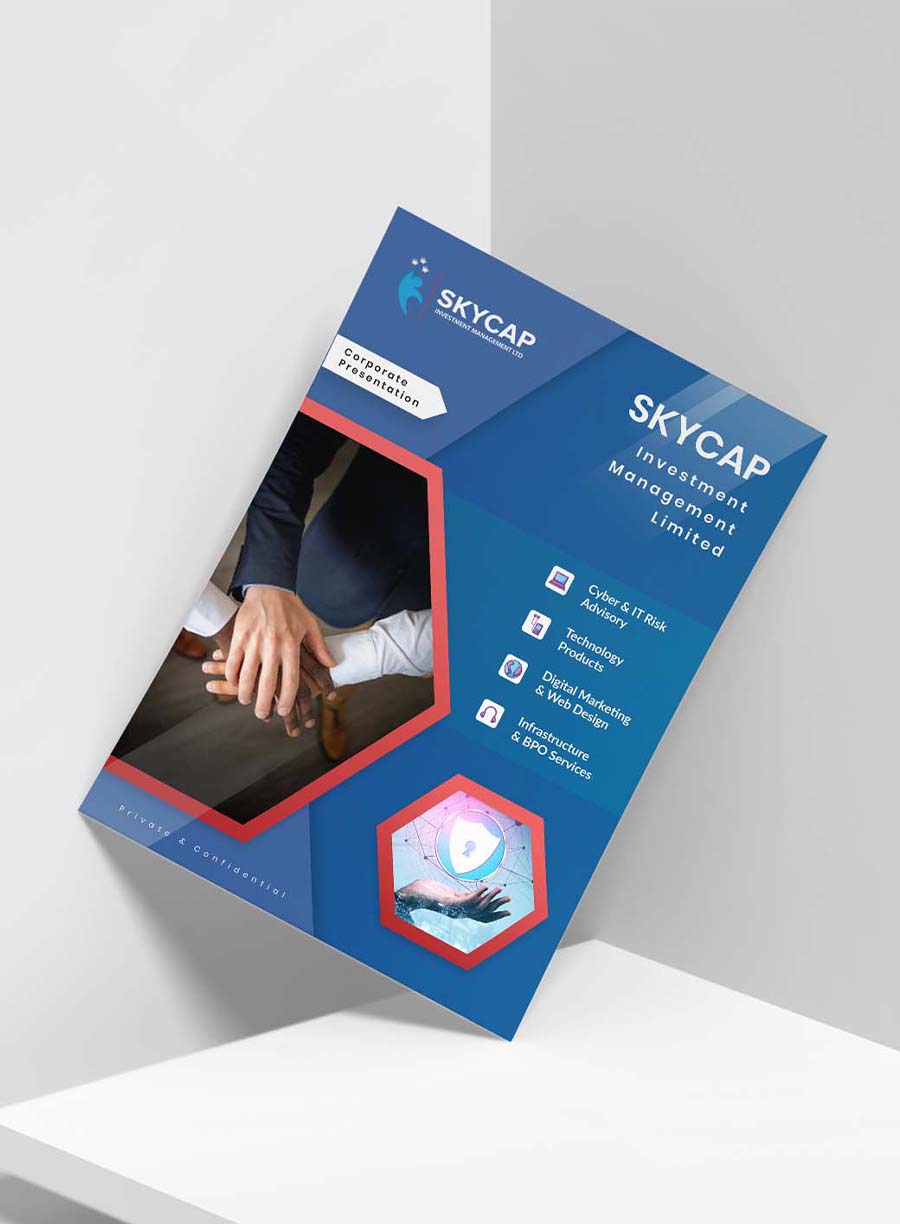 SKYCAP
INVESTMENT MANAGEMENT LTD
Corporate
Presentation
SKYCAP
Investment
Management
Limited
Cyber & IT Risk
Advisory
Technology
Products
Digital Marketing
& Web Design
Infrastructure
& BPO Services
Private & Confidential